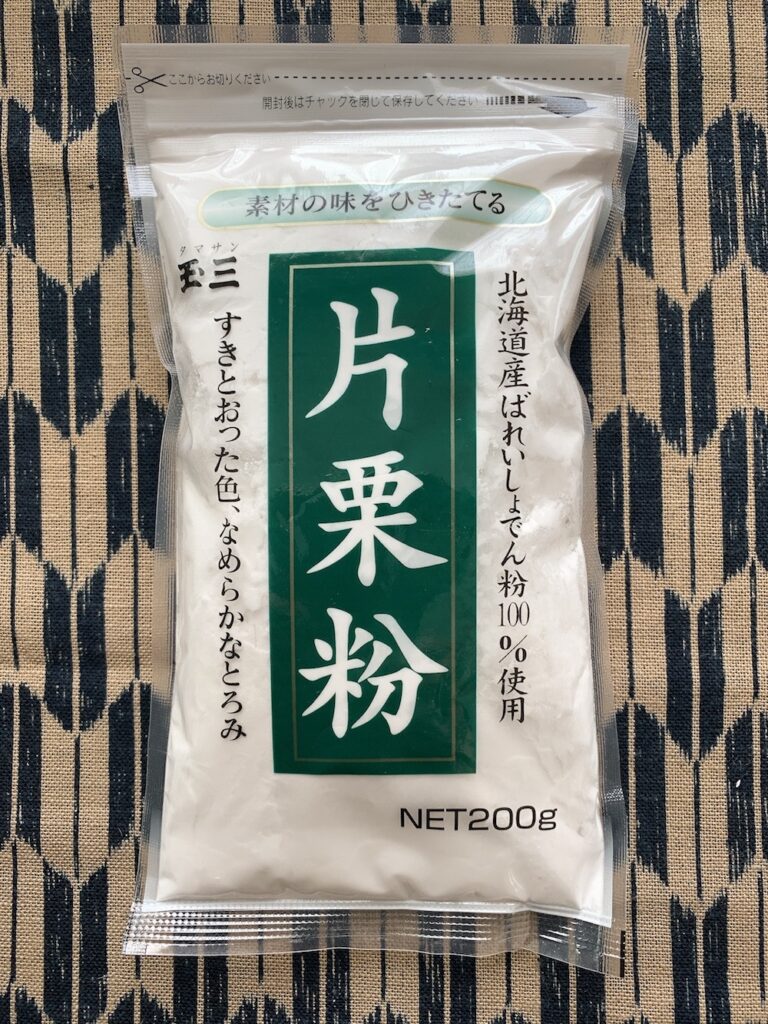 ここからお切りください
開封後はチャックを閉じて保存してください
素材の味をひきたてる
タマサン
玉三
北海道産ばれいしょでん粉100%使用
片栗粉
すきとおった色、なめらかなとろみ
NET200g